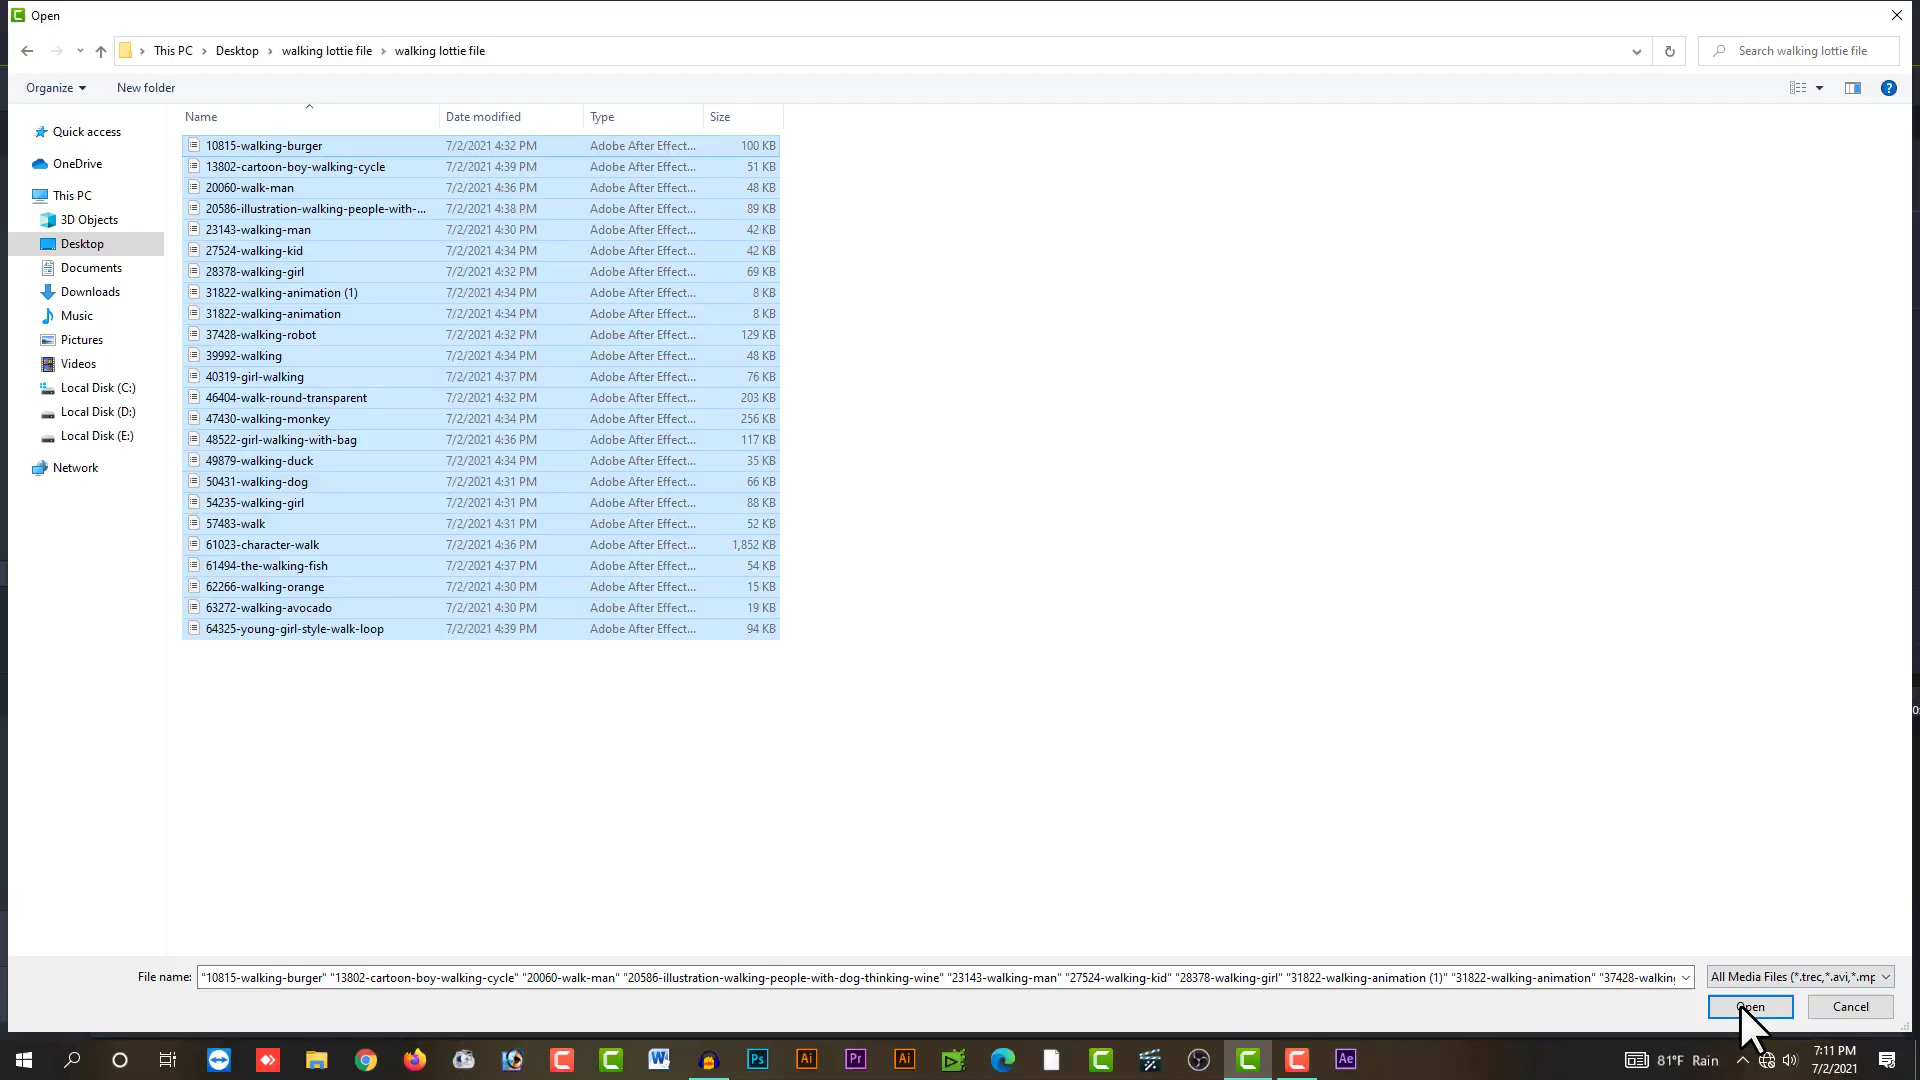 Open
This PC > Desktop > walking lottie file > walking lottie file
Search walking lottie file
Organize New folder
Name Date modified Type Size
Quick access
OneDrive
This PC
3D Objects
Desktop
Documents
Downloads
Music
Pictures
Videos
Local Disk (C:)
Local Disk (D:)
Local Disk (E:)
Network
10815-walking-burger 7/2/2021 4:32 PM Adobe After Effect... 100 KB
13802-cartoon-boy-walking-cycle 7/2/2021 4:39 PM Adobe After Effect... 51 KB
20060-walk-man 7/2/2021 4:36 PM Adobe After Effect... 48 KB
20586-illustration-walking-people-with-... 7/2/2021 4:38 PM Adobe After Effect... 89 KB
23143-walking-man 7/2/2021 4:30 PM Adobe After Effect... 42 KB
27524-walking-kid 7/2/2021 4:34 PM Adobe After Effect... 42 KB
28378-walking-girl 7/2/2021 4:32 PM Adobe After Effect... 69 KB
31822-walking-animation (1) 7/2/2021 4:34 PM Adobe After Effect... 8 KB
31822-walking-animation 7/2/2021 4:34 PM Adobe After Effect... 8 KB
37428-walking-robot 7/2/2021 4:32 PM Adobe After Effect... 129 KB
39992-walking 7/2/2021 4:34 PM Adobe After Effect... 48 KB
40319-girl-walking 7/2/2021 4:37 PM Adobe After Effect... 76 KB
46404-walk-round-transparent 7/2/2021 4:32 PM Adobe After Effect... 203 KB
47430-walking-monkey 7/2/2021 4:34 PM Adobe After Effect... 256 KB
48522-girl-walking-with-bag 7/2/2021 4:36 PM Adobe After Effect... 117 KB
49879-walking-duck 7/2/2021 4:34 PM Adobe After Effect... 35 KB
50431-walking-dog 7/2/2021 4:31 PM Adobe After Effect... 66 KB
54235-walking-girl 7/2/2021 4:31 PM Adobe After Effect... 88 KB
57483-walk 7/2/2021 4:31 PM Adobe After Effect... 52 KB
61023-character-walk 7/2/2021 4:36 PM Adobe After Effect... 1,852 KB
61494-the-walking-fish 7/2/2021 4:37 PM Adobe After Effect... 54 KB
62266-walking-orange 7/2/2021 4:30 PM Adobe After Effect... 15 KB
63272-walking-avocado 7/2/2021 4:30 PM Adobe After Effect... 19 KB
64325-young-girl-style-walk-loop 7/2/2021 4:39 PM Adobe After Effect... 94 KB
File name: "10815-walking-burger" "13802-cartoon-boy-walking-cycle" "20060-walk-man" "20586-illustration-walking-people-with-dog-thinking-wine" "23143-walking-man" "27524-walking-kid" "28378-walking-girl" "31822-walking-animation (1)" "31822-walking-animation" "37428-walking All Media Files (*.trec,*.avi,*.mp
Open Cancel
Ps Ai Pr Ai Ae
81°F Rain
7:11 PM
7/2/2021